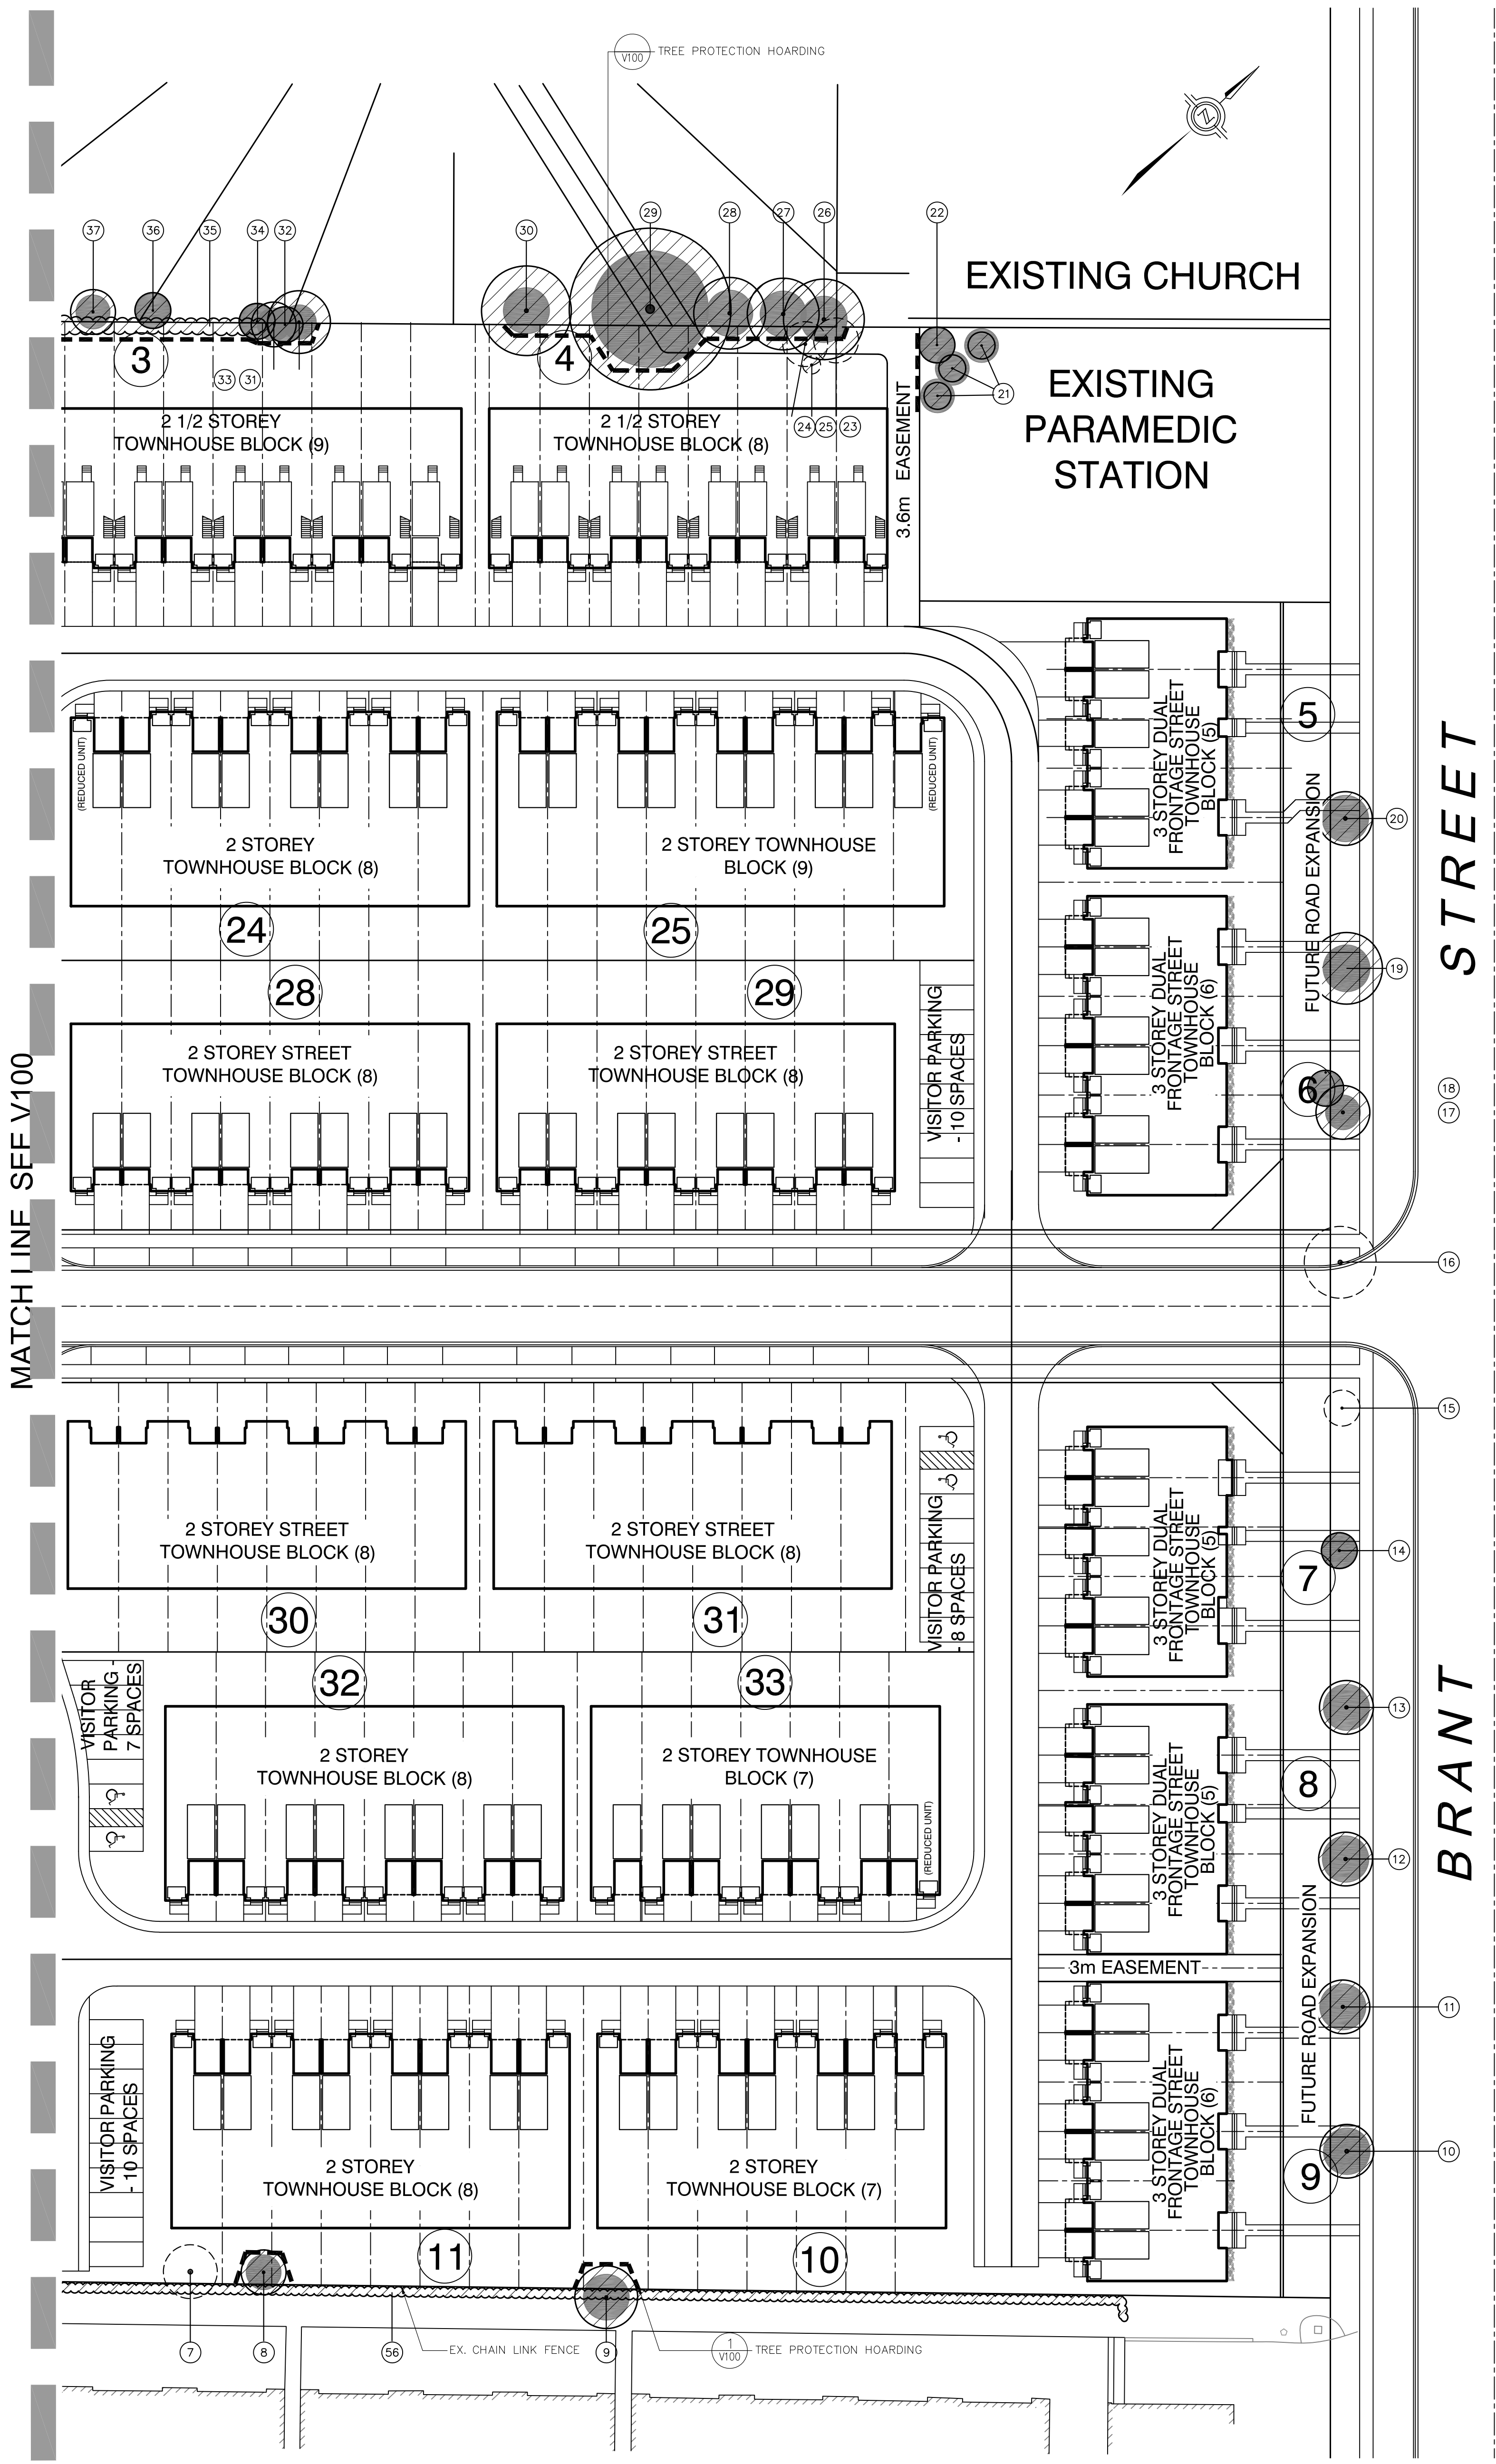 V100
TREE PROTECTION HOARDING
N
37
36
35
34
32
30
29
28
27
26
22
EXISTING CHURCH
3
4
33
31
21
24
25
23
EXISTING
PARAMEDIC
STATION
2 1/2 STOREY
TOWNHOUSE BLOCK (9)
2 1/2 STOREY
TOWNHOUSE BLOCK (8)
3.6m EASEMENT
(REDUCED UNIT)
2 STOREY
TOWNHOUSE BLOCK (8)
2 STOREY TOWNHOUSE
BLOCK (9)
(REDUCED UNIT)
3 STOREY DUAL
FRONTAGE STREET
TOWNHOUSE
BLOCK (5)
5
FUTURE ROAD EXPANSION
20
STREET
24
25
28
29
2 STOREY STREET
TOWNHOUSE BLOCK (8)
2 STOREY STREET
TOWNHOUSE BLOCK (8)
VISITOR PARKING
- 10 SPACES
3 STOREY DUAL
FRONTAGE STREET
TOWNHOUSE
BLOCK (6)
19
6
18
17
MATCH LINE SEE V100
16
15
2 STOREY STREET
TOWNHOUSE BLOCK (8)
2 STOREY STREET
TOWNHOUSE BLOCK (8)
VISITOR PARKING
- 8 SPACES
3 STOREY DUAL
FRONTAGE STREET
TOWNHOUSE
BLOCK (5)
7
14
30
31
32
33
VISITOR
PARKING -
7 SPACES
2 STOREY
TOWNHOUSE BLOCK (8)
2 STOREY TOWNHOUSE
BLOCK (7)
(REDUCED UNIT)
3 STOREY DUAL
FRONTAGE STREET
TOWNHOUSE
BLOCK (5)
13
8
12
BRANT
FUTURE ROAD EXPANSION
3m EASEMENT
11
VISITOR PARKING
- 10 SPACES
2 STOREY
TOWNHOUSE BLOCK (8)
2 STOREY
TOWNHOUSE BLOCK (7)
3 STOREY DUAL
FRONTAGE STREET
TOWNHOUSE
BLOCK (6)
10
9
11
10
7
8
56
EX. CHAIN LINK FENCE
9
1
V100
TREE PROTECTION HOARDING